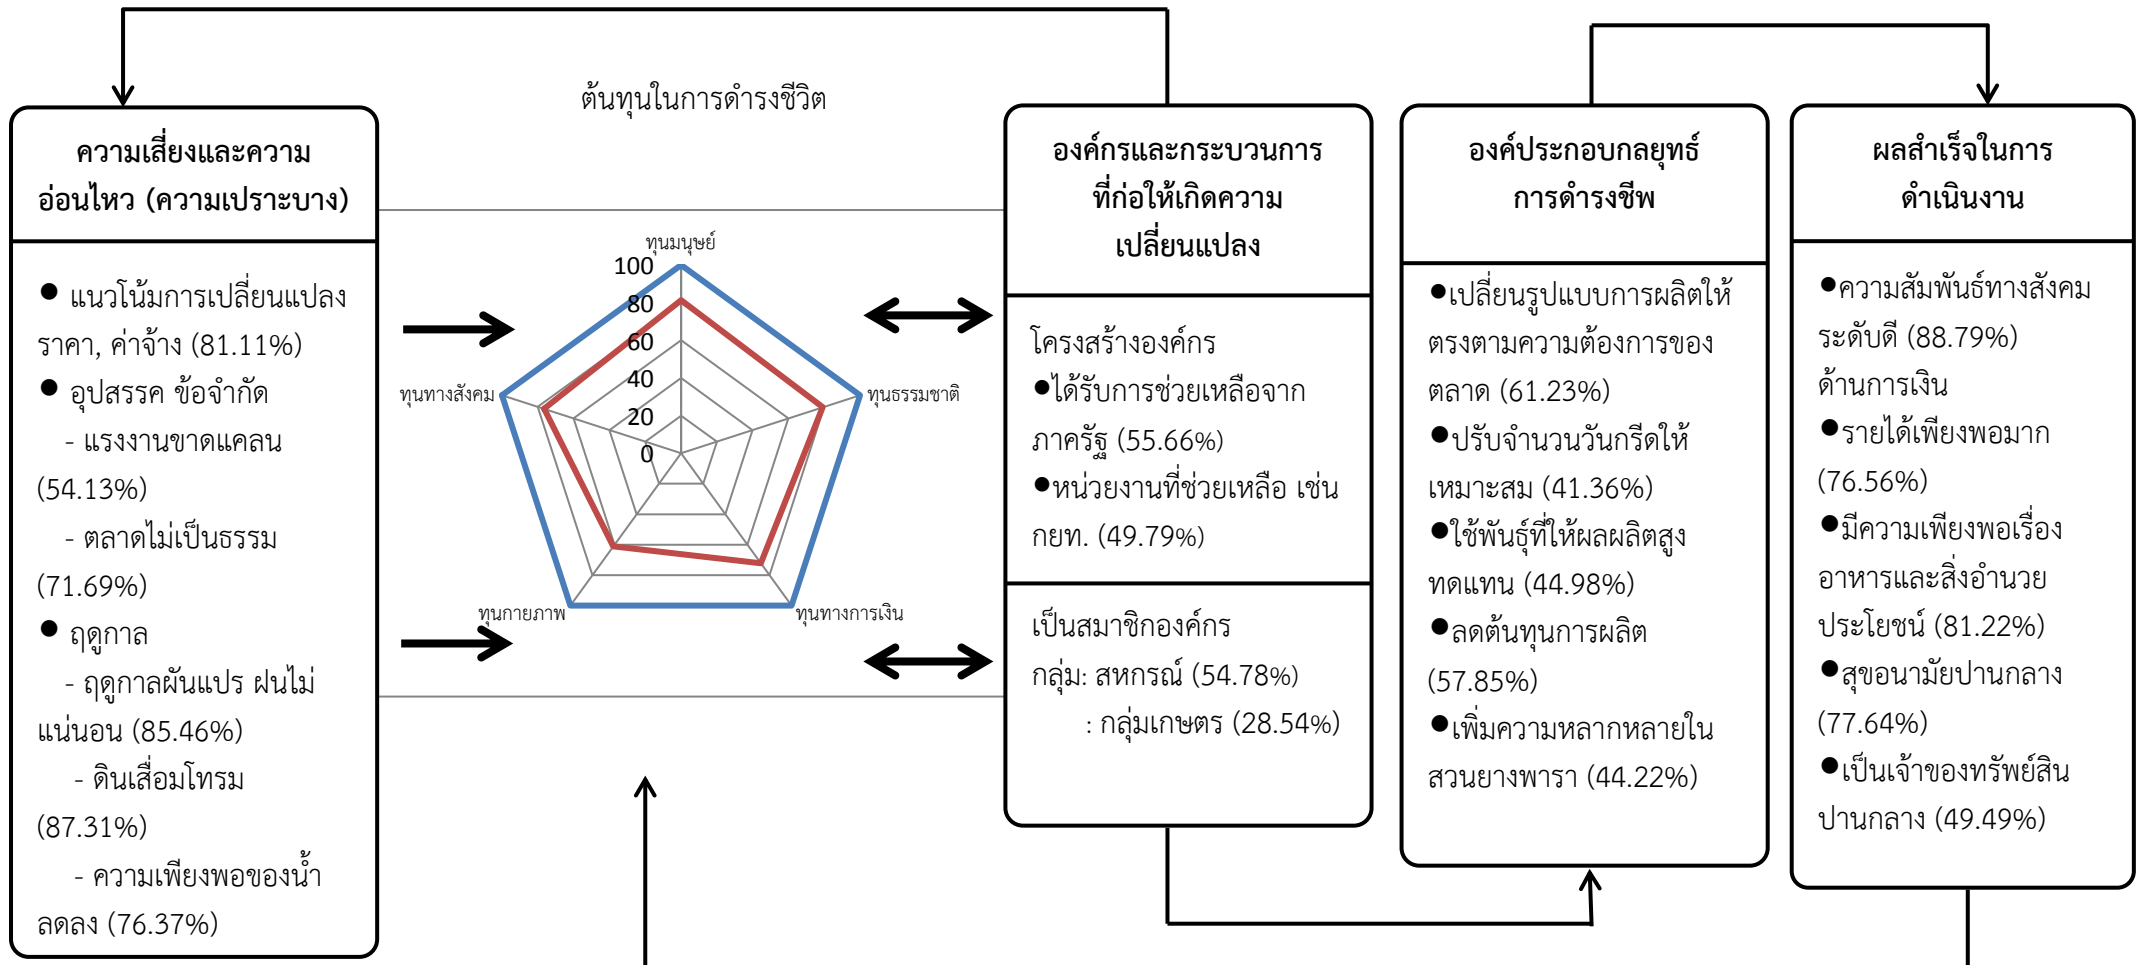 ต้นทุนในการดำรงชีวิต
ความเสี่ยงและความ
อ่อนไหว (ความเปราะบาง)
● แนวโน้มการเปลี่ยนแปลง
ราคา, ค่าจ้าง (81.11%)
● อุปสรรค ข้อจำกัด
- แรงงานขาดแคลน
(54.13%)
- ตลาดไม่เป็นธรรม
(71.69%)
● ฤดูกาล
- ฤดูกาลผันแปร ฝนไม่
แน่นอน (85.46%)
- ดินเสื่อมโทรม
(87.31%)
- ความเพียงพอของน้ำ
ลดลง (76.37%)
ทุนมนุษย์
100
80
60
40
20
0
ทุนทางสังคม
ทุนธรรมชาติ
ทุนกายภาพ
ทุนทางการเงิน
องค์กรและกระบวนการ
ที่ก่อให้เกิดความ
เปลี่ยนแปลง
โครงสร้างองค์กร
●ได้รับการช่วยเหลือจาก
ภาครัฐ (55.66%)
●หน่วยงานที่ช่วยเหลือ เช่น
กยท. (49.79%)
เป็นสมาชิกองค์กร
กลุ่ม: สหกรณ์ (54.78%)
: กลุ่มเกษตร (28.54%)
องค์ประกอบกลยุทธ์
การดำรงชีพ
●เปลี่ยนรูปแบบการผลิตให้
ตรงตามความต้องการของ
ตลาด (61.23%)
●ปรับจำนวนวันกรีดให้
เหมาะสม (41.36%)
●ใช้พันธุ์ที่ให้ผลผลิตสูง
ทดแทน (44.98%)
●ลดต้นทุนการผลิต
(57.85%)
●เพิ่มความหลากหลายใน
สวนยางพารา (44.22%)
ผลสำเร็จในการ
ดำเนินงาน
●ความสัมพันธ์ทางสังคม
ระดับดี (88.79%)
ด้านการเงิน
●รายได้เพียงพอมาก
(76.56%)
●มีความเพียงพอเรื่อง
อาหารและสิ่งอำนวย
ประโยชน์ (81.22%)
●สุขอนามัยปานกลาง
(77.64%)
●เป็นเจ้าของทรัพย์สิน
ปานกลาง (49.49%)